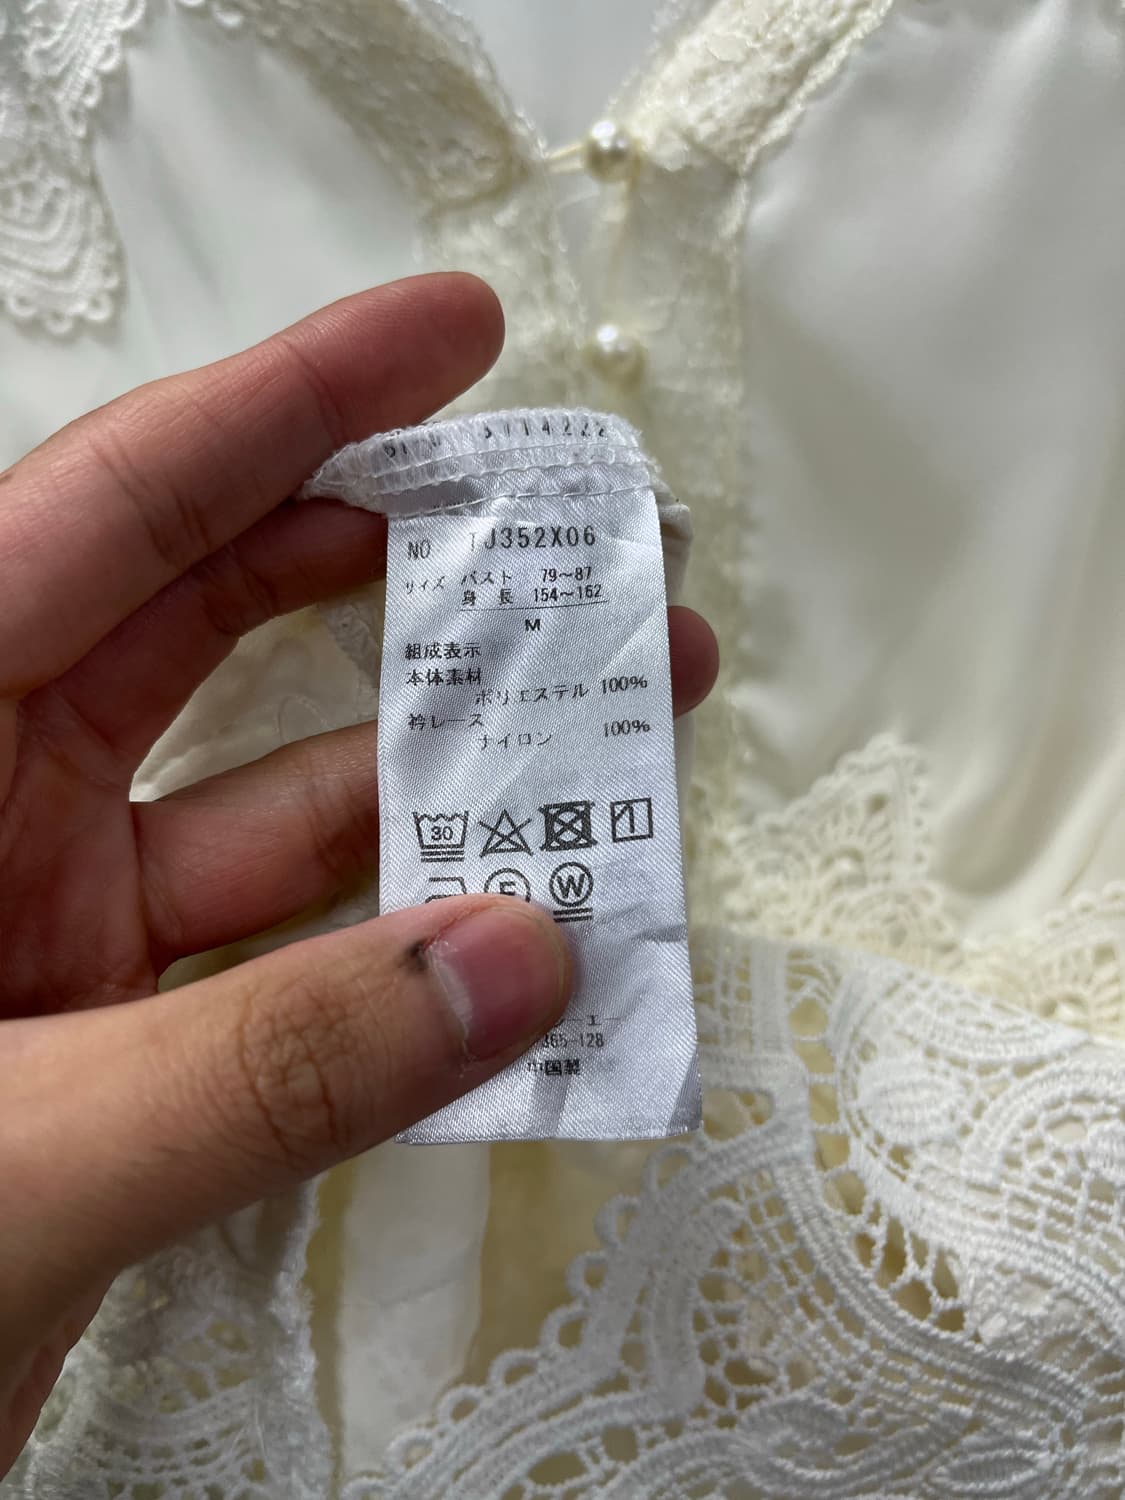 3114222
NO TJ352X06
サイズ バスト 79～87
身長 154～162
M
組成表示
本体素材
ポリエステル 100%
衿レース
ナイロン 100%
30
W
365-128
中国製